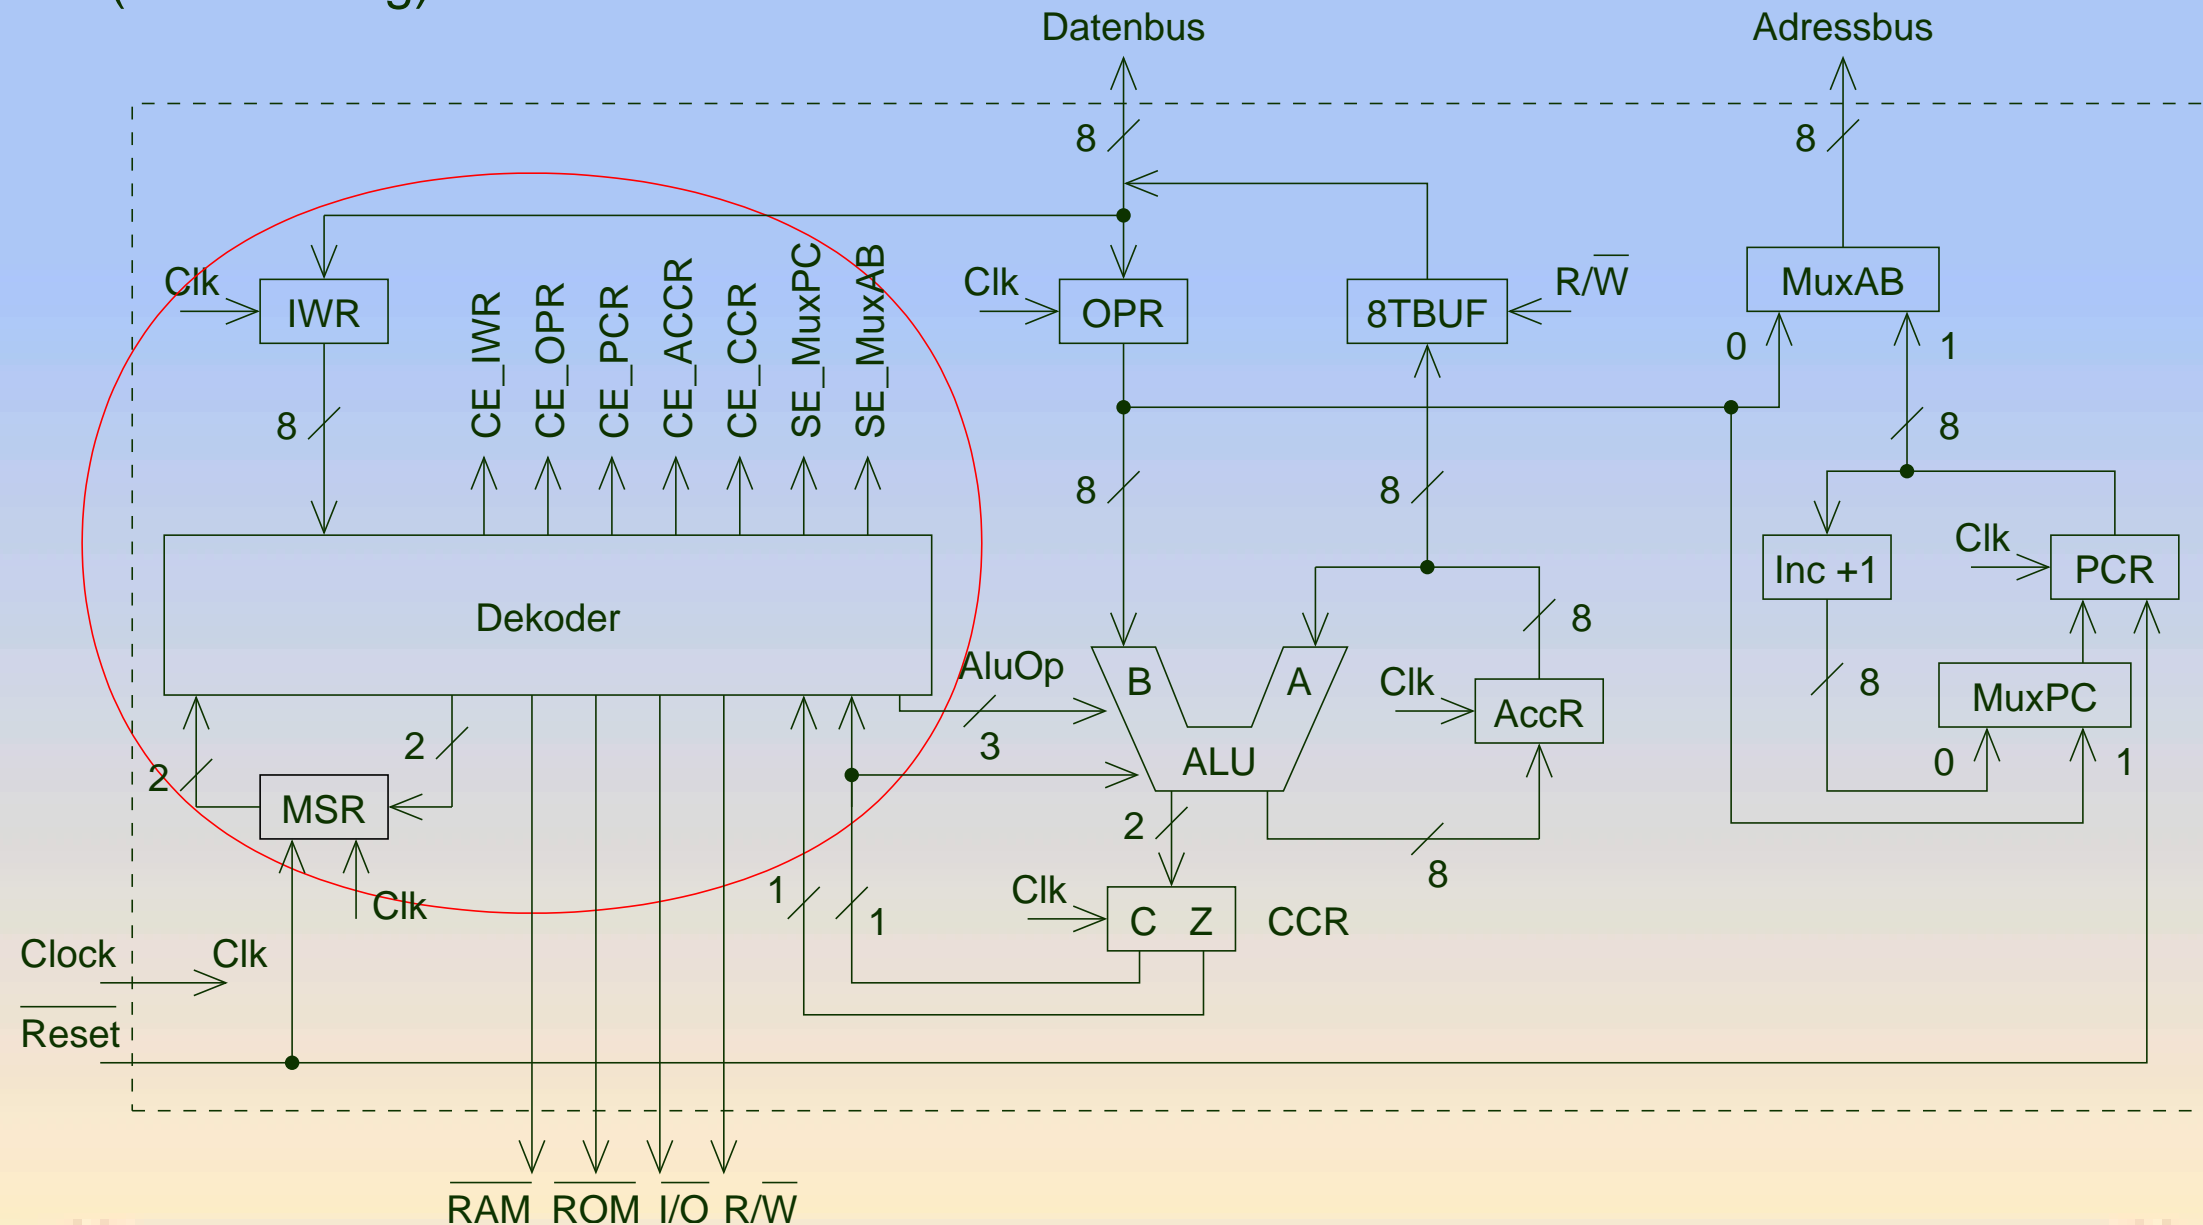 Datenbus
Adressbus
8
8
Clk
IWR
CE_IWR
CE_OPR
CE_PCR
CE_ACCR
CE_CCR
SE_MuxPC
SE_MuxAB
Clk
OPR
8TBUF
R/W
MuxAB
0
1
8
8
8
8
Clk
Inc +1
PCR
Dekoder
8
AluOp
3
B
A
ALU
Clk
AccR
8
MuxPC
0
1
2
2
MSR
Clk
2
8
1
1
Clk
C Z
CCR
Clock
Clk
Reset
RAM
ROM
I/O
R/W